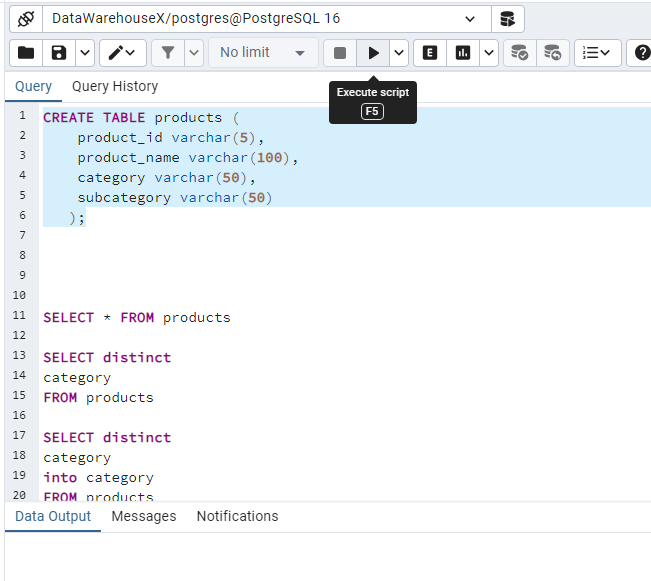 DataWarehouseX/postgres@PostgreSQL 16
No limit
E
Execute script
F5
Query Query History
1 CREATE TABLE products (
2 product_id varchar(5),
3 product_name varchar(100),
4 category varchar(50),
5 subcategory varchar(50)
6 );
7
8
9
10
11 SELECT * FROM products
12
13 SELECT distinct
14 category
15 FROM products
16
17 SELECT distinct
18 category
19 into category
20 FROM products
Data Output Messages Notifications